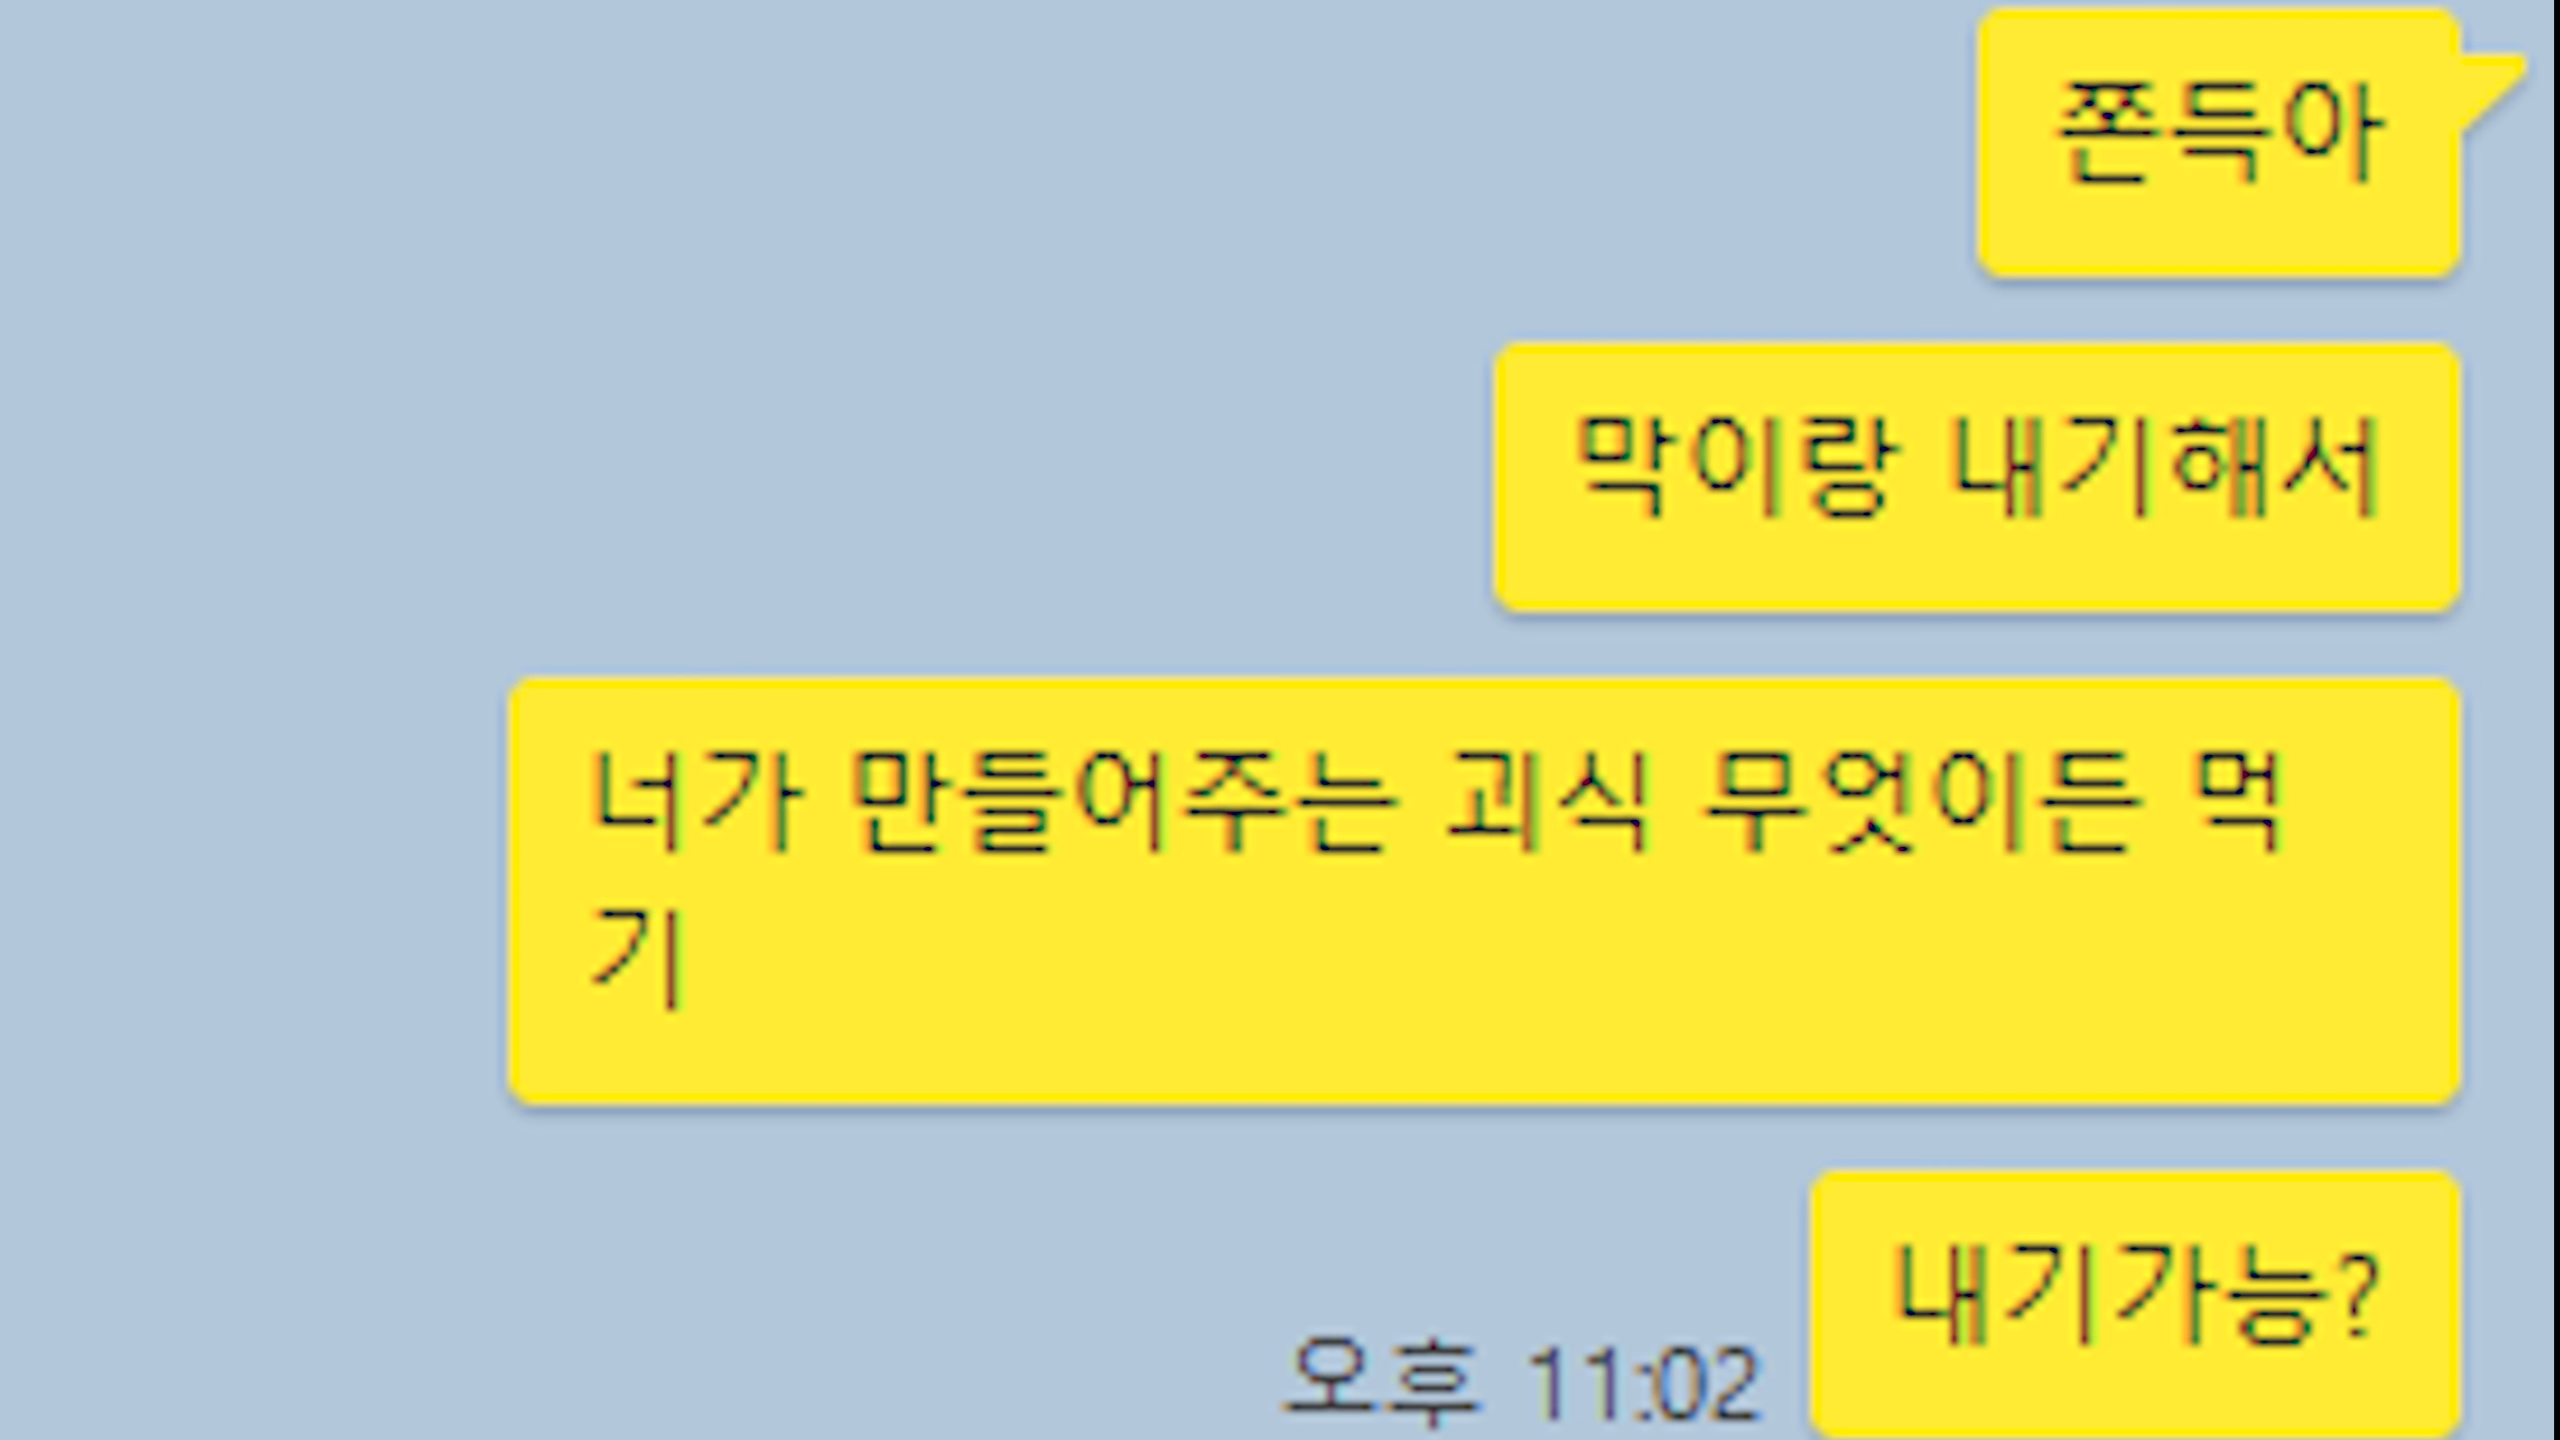 쫀득아
막이랑 내기해서
너가 만들어주는 괴식 무엇이든 먹
기
내기가능?
오후 11:02